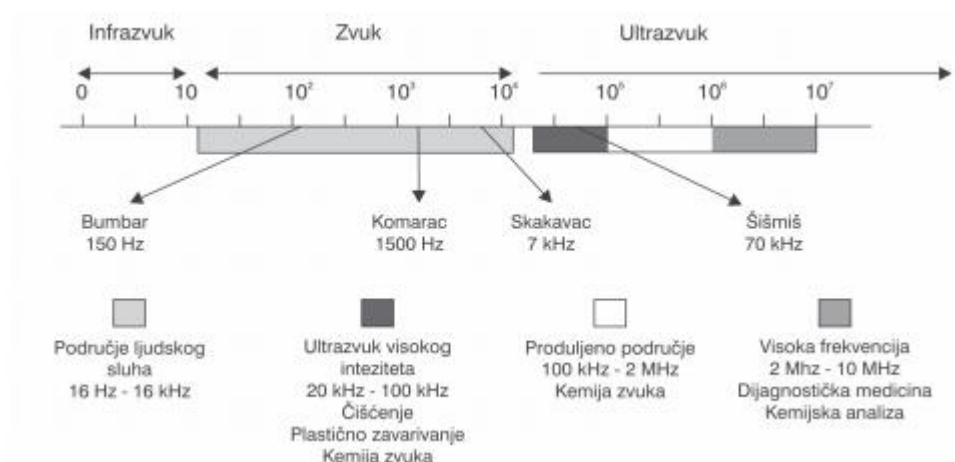 Infrazvuk Zvuk Ultrazvuk
0 10 10² 10³ 10⁴ 10⁵ 10⁶ 10⁷
Bumbar
150 Hz
Komarac
1500 Hz
Skakavac
7 kHz
Šišmiš
70 kHz
Područje ljudskog
sluha
16 Hz - 16 kHz
Ultrazvuk visokog
inteziteta
20 kHz - 100 kHz
Čišćenje
Plastično zavarivanje
Kemija zvuka
Produljeno područje
100 kHz - 2 MHz
Kemija zvuka
Visoka frekvencija
2 Mhz - 10 MHz
Dijagnostička medicina
Kemijska analiza